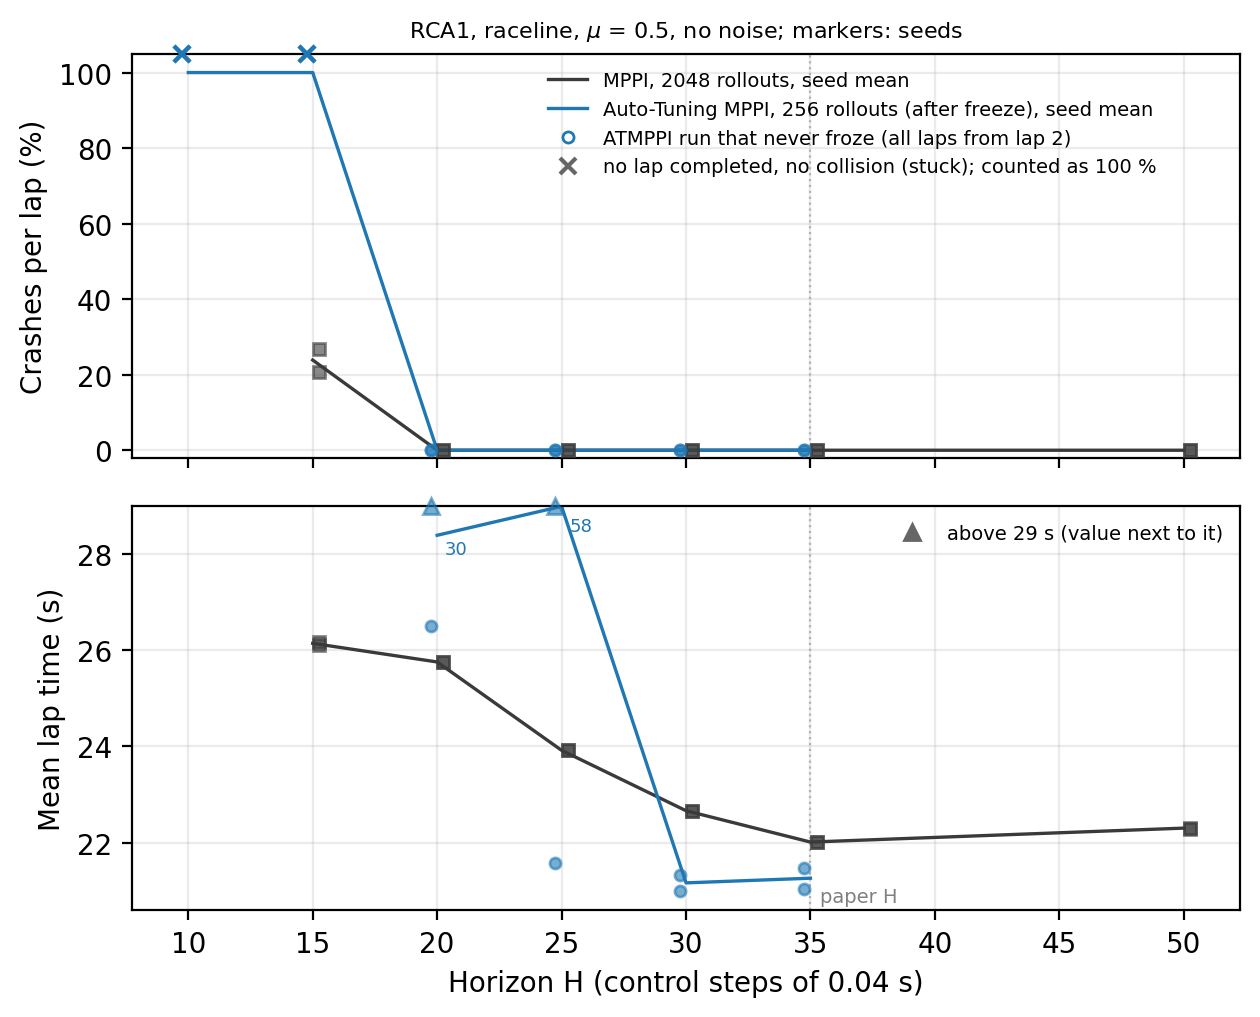 RCA1, raceline, μ = 0.5, no noise; markers: seeds
MPPI, 2048 rollouts, seed mean
Auto-Tuning MPPI, 256 rollouts (after freeze), seed mean
ATMPPI run that never froze (all laps from lap 2)
no lap completed, no collision (stuck); counted as 100 %
Crashes per lap (%)
100
80
60
40
20
0
above 29 s (value next to it)
30
58
paper H
Mean lap time (s)
28
26
24
22
10 15 20 25 30 35 40 45 50
Horizon H (control steps of 0.04 s)